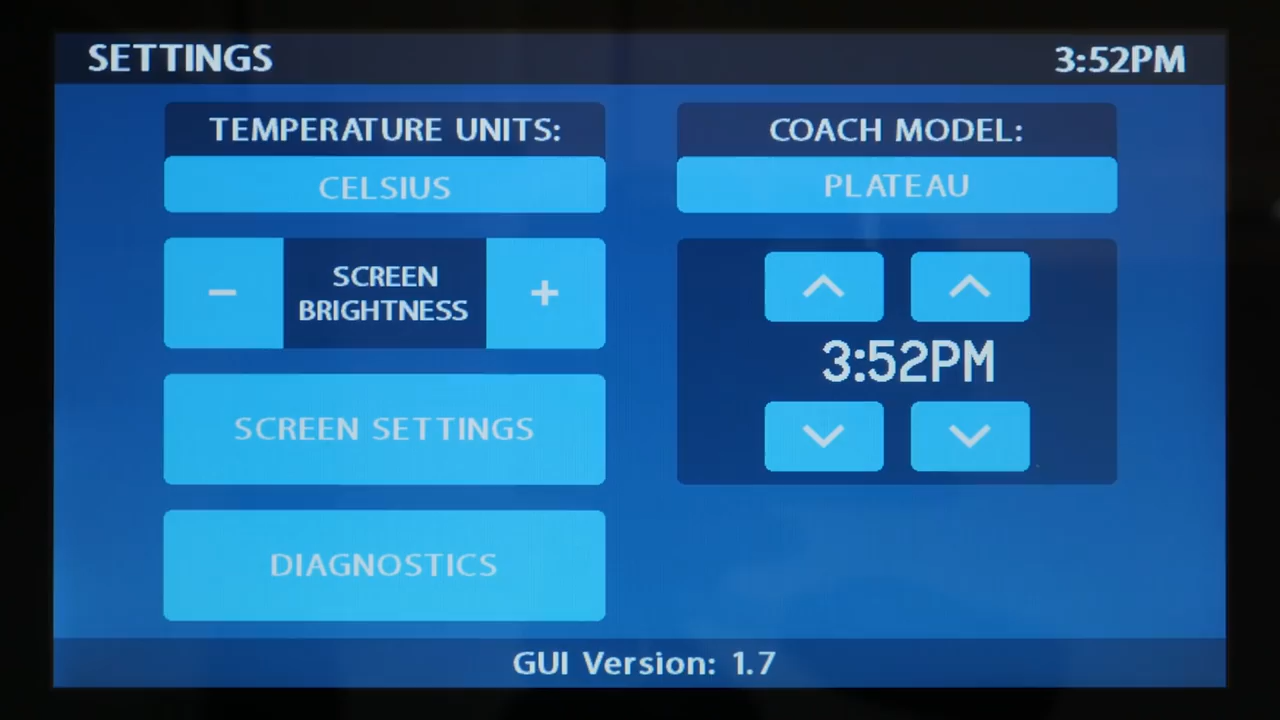 SETTINGS
3:52PM
TEMPERATURE UNITS:
CELSIUS
−
SCREEN
BRIGHTNESS
+
SCREEN SETTINGS
DIAGNOSTICS
COACH MODEL:
PLATEAU
3:52PM
GUI Version: 1.7